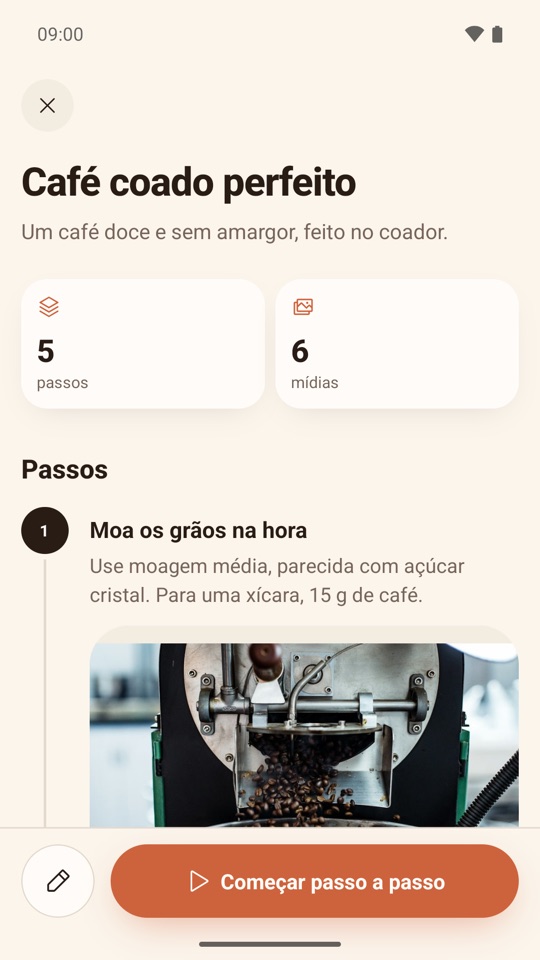 09:00
Café coado perfeito
Um café doce e sem amargor, feito no coador.
5
passos
6
mídias
Passos
1
Moa os grãos na hora
Use moagem média, parecida com açúcar
cristal. Para uma xícara, 15 g de café.
Começar passo a passo